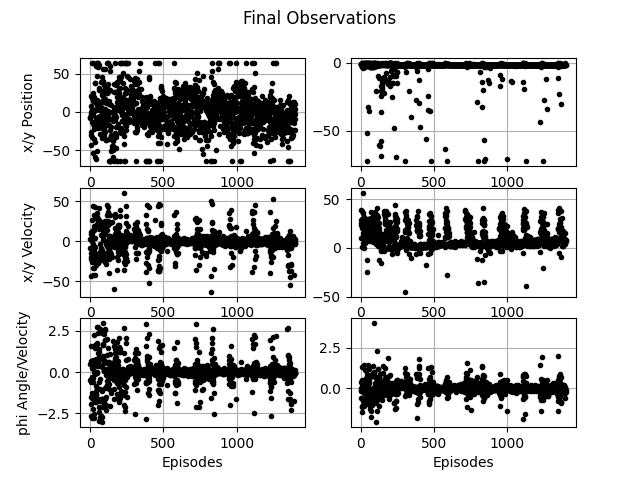 Final Observations
x/y Position
50
0
−50
0
−50
0 500 1000
0 500 1000
x/y Velocity
50
0
−50
50
0
−50
0 500 1000
0 500 1000
phi Angle/Velocity
2.5
0.0
−2.5
2.5
0.0
0 500 1000
0 500 1000
Episodes
Episodes